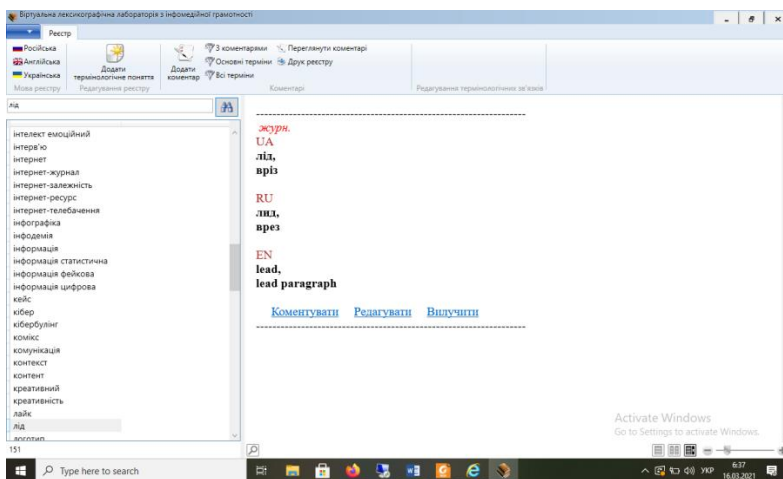 Віртуальна лексикографічна лабораторія з інфомедійної грамотності
Реєстр
Російська
Англійська
Українська
Мова реєстру
Додати термінологічне поняття
Редагування реєстру
Додати коментар
З коментарями
Основні терміни
Всі терміни
Переглянути коментарі
Друк реєстру
Коментарі
Редагування термінологічних зв'язків
лід
інтелект емоційний
інтерв'ю
інтернет
інтернет-журнал
інтернет-залежність
інтернет-ресурс
інтернет-телебачення
інфографіка
інфодемія
інформація
інформація статистична
інформація фейкова
інформація цифрова
кейс
кібер
кібербулінг
комікс
комунікація
контекст
контент
креативний
креативність
лайк
лід
логотип
151
журн.
UA
лід,
вріз
RU
лид,
врез
EN
lead,
lead paragraph
Коментувати Редагувати Вилучити
Activate Windows
Go to Settings to activate Windows.
Type here to search
УКР
6:37
16.03.2021